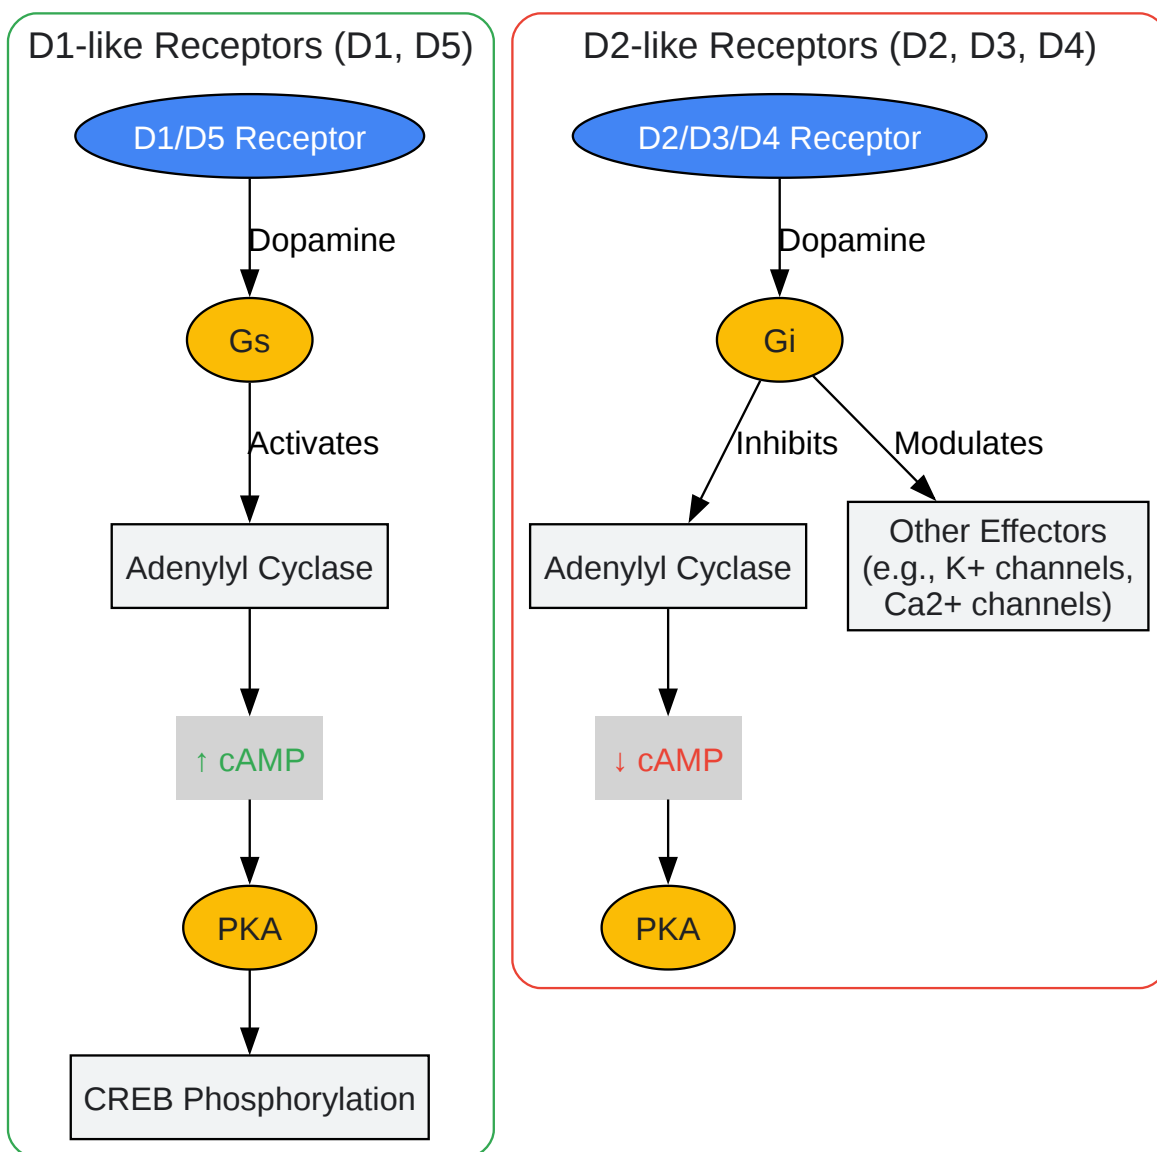 D1-like Receptors (D1, D5)
D1/D5 Receptor
Dopamine
Gs
Activates
Adenylyl Cyclase
↑ cAMP
PKA
CREB Phosphorylation
D2-like Receptors (D2, D3, D4)
D2/D3/D4 Receptor
Dopamine
Gi
Inhibits
Modulates
Adenylyl Cyclase
Other Effectors
(e.g., K+ channels,
Ca2+ channels)
↓ cAMP
PKA